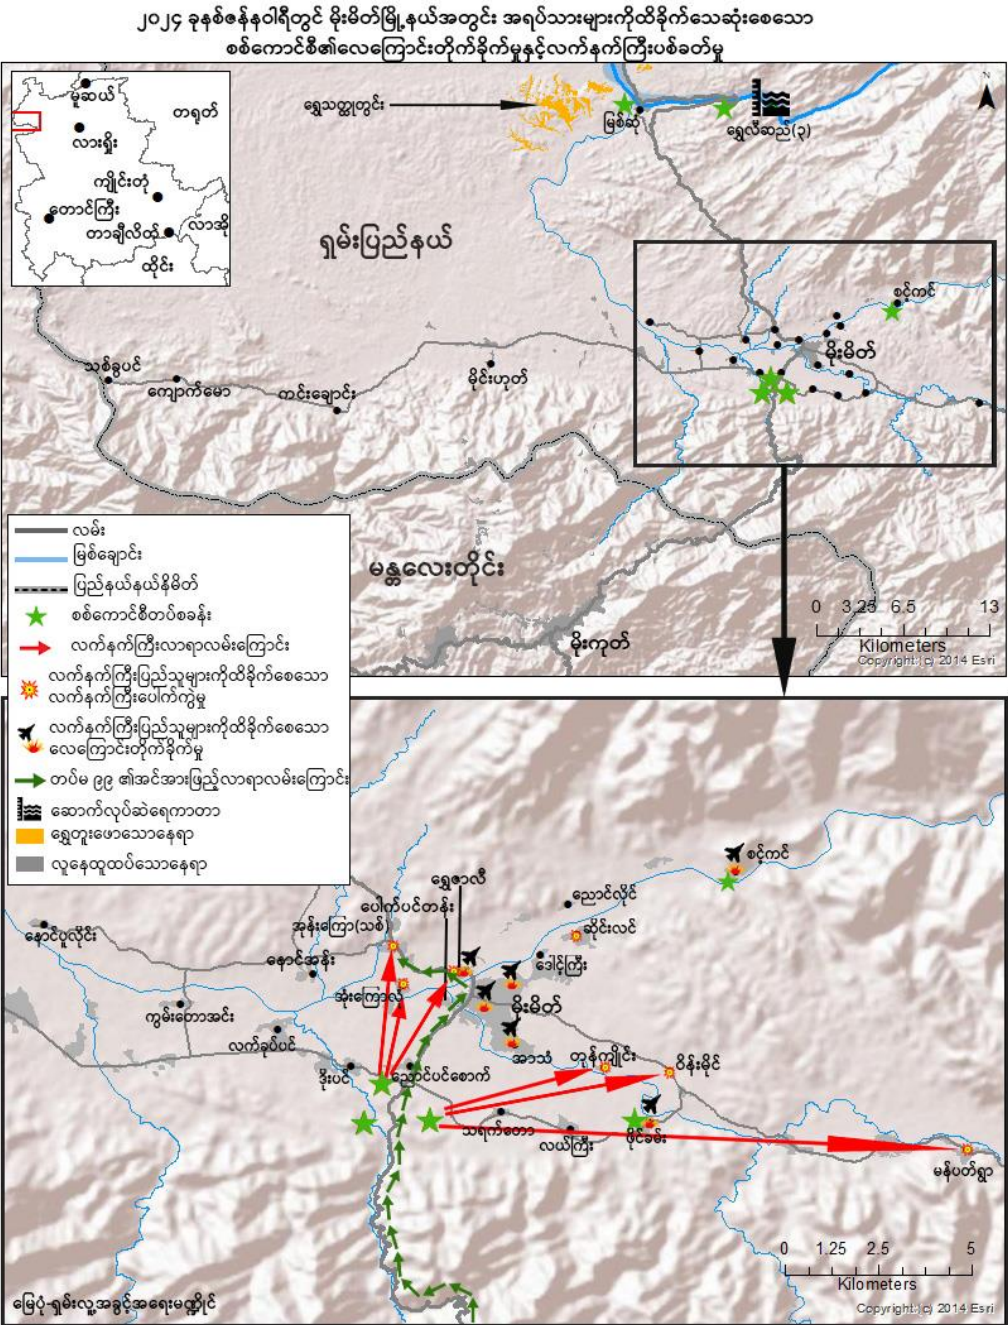 ၂၀၂၄ ခုနှစ်ဇန်နဝါရီတွင် မိုးမိတ်မြို့နယ်အတွင်း အရပ်သားများကိုထိခိုက်သေဆုံးစေသော
စစ်ကောင်စီ၏လေကြောင်းတိုက်ခိုက်မှုနှင့်လက်နက်ကြီးပစ်ခတ်မှု
မူဆယ်
တရုတ်
လားရှိုး
ကျိုင်းတုံ
တောင်ကြီး
တာချီလိတ်
လာအို
ထိုင်း
ရွှေသတ္ထုတွင်း
မြစ်ဆုံ
ရွှေလီဆည်(၃)
N
ရှမ်းပြည်နယ်
စင့်ကင်
မိုးမိတ်
သစ်ခွပင်
ကျောက်မော
ကင်းချောင်း
မိုင်းဟုတ်
မန္တလေးတိုင်း
မိုးကုတ်
0 3.25 6.5 13
Kilometers
Copyright:(c) 2014 Esri
လမ်း
မြစ်ချောင်း
ပြည်နယ်နယ်နိမိတ်
စစ်ကောင်စီတပ်စခန်း
လက်နက်ကြီးလာရာလမ်းကြောင်း
လက်နက်ကြီးပြည်သူများကိုထိခိုက်စေသော
လက်နက်ကြီးပေါက်ကွဲမှု
လက်နက်ကြီးပြည်သူများကိုထိခိုက်စေသော
လေကြောင်းတိုက်ခိုက်မှု
တပ်မ ၉၉ ၏အင်အားဖြည့်လာရာလမ်းကြောင်း
ဆောက်လုပ်ဆဲရေကာတာ
ရွှေတူးဖော်သောနေရာ
လူနေထူထပ်သောနေရာ
စင့်ကင်
ရွှေဇာလီ
ညောင်လိုင်
ပေါက်ပင်တန်း
အုန်းကြော(သစ်)
ဆိုင်းလင်
နောင်ပူလိုင်း
နောင်အုန်း
ဒေါင့်ကြီး
အုံးကြောလှ
ကွမ်းတောအင်း
မိုးမိတ်
လက်ခုပ်ပင်
အာသံ
တုန်ကျိုင်း
ဝိန်းမိုင်
ဒိုးပင်
ညောင်ပင်စောက်
သရက်တော
လယ်ကြီး
ဖိုင်ခမ်း
မန်ပတ်ရွာ
0 1.25 2.5 5
Kilometers
Copyright:(c) 2014 Esri
မြေပုံ-ရှမ်းလူ့အခွင့်အရေးမဏ္ဍိုင်